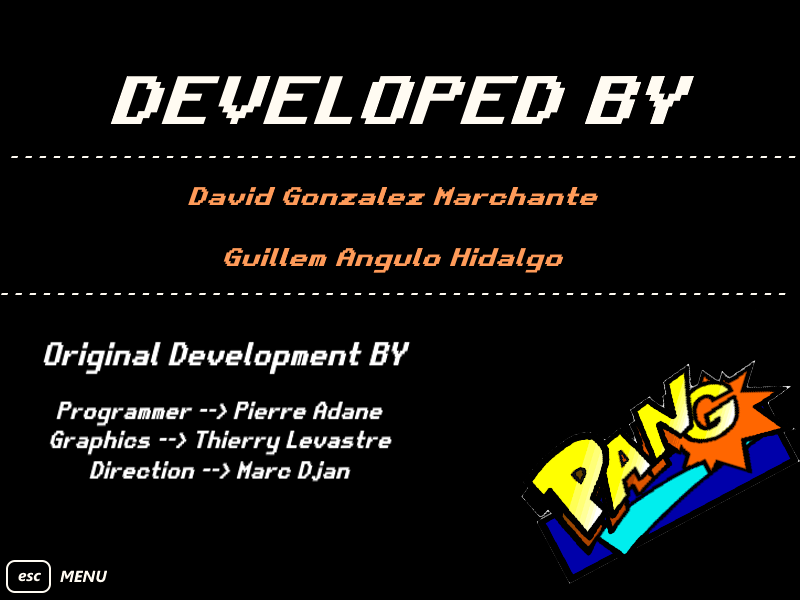 DEVELOPED BY
David Gonzalez Marchante
Guillem Angulo Hidalgo
Original Development BY
Programmer --> Pierre Adane
Graphics --> Thierry Levastre
Direction --> Marc Djan
PANG
esc MENU